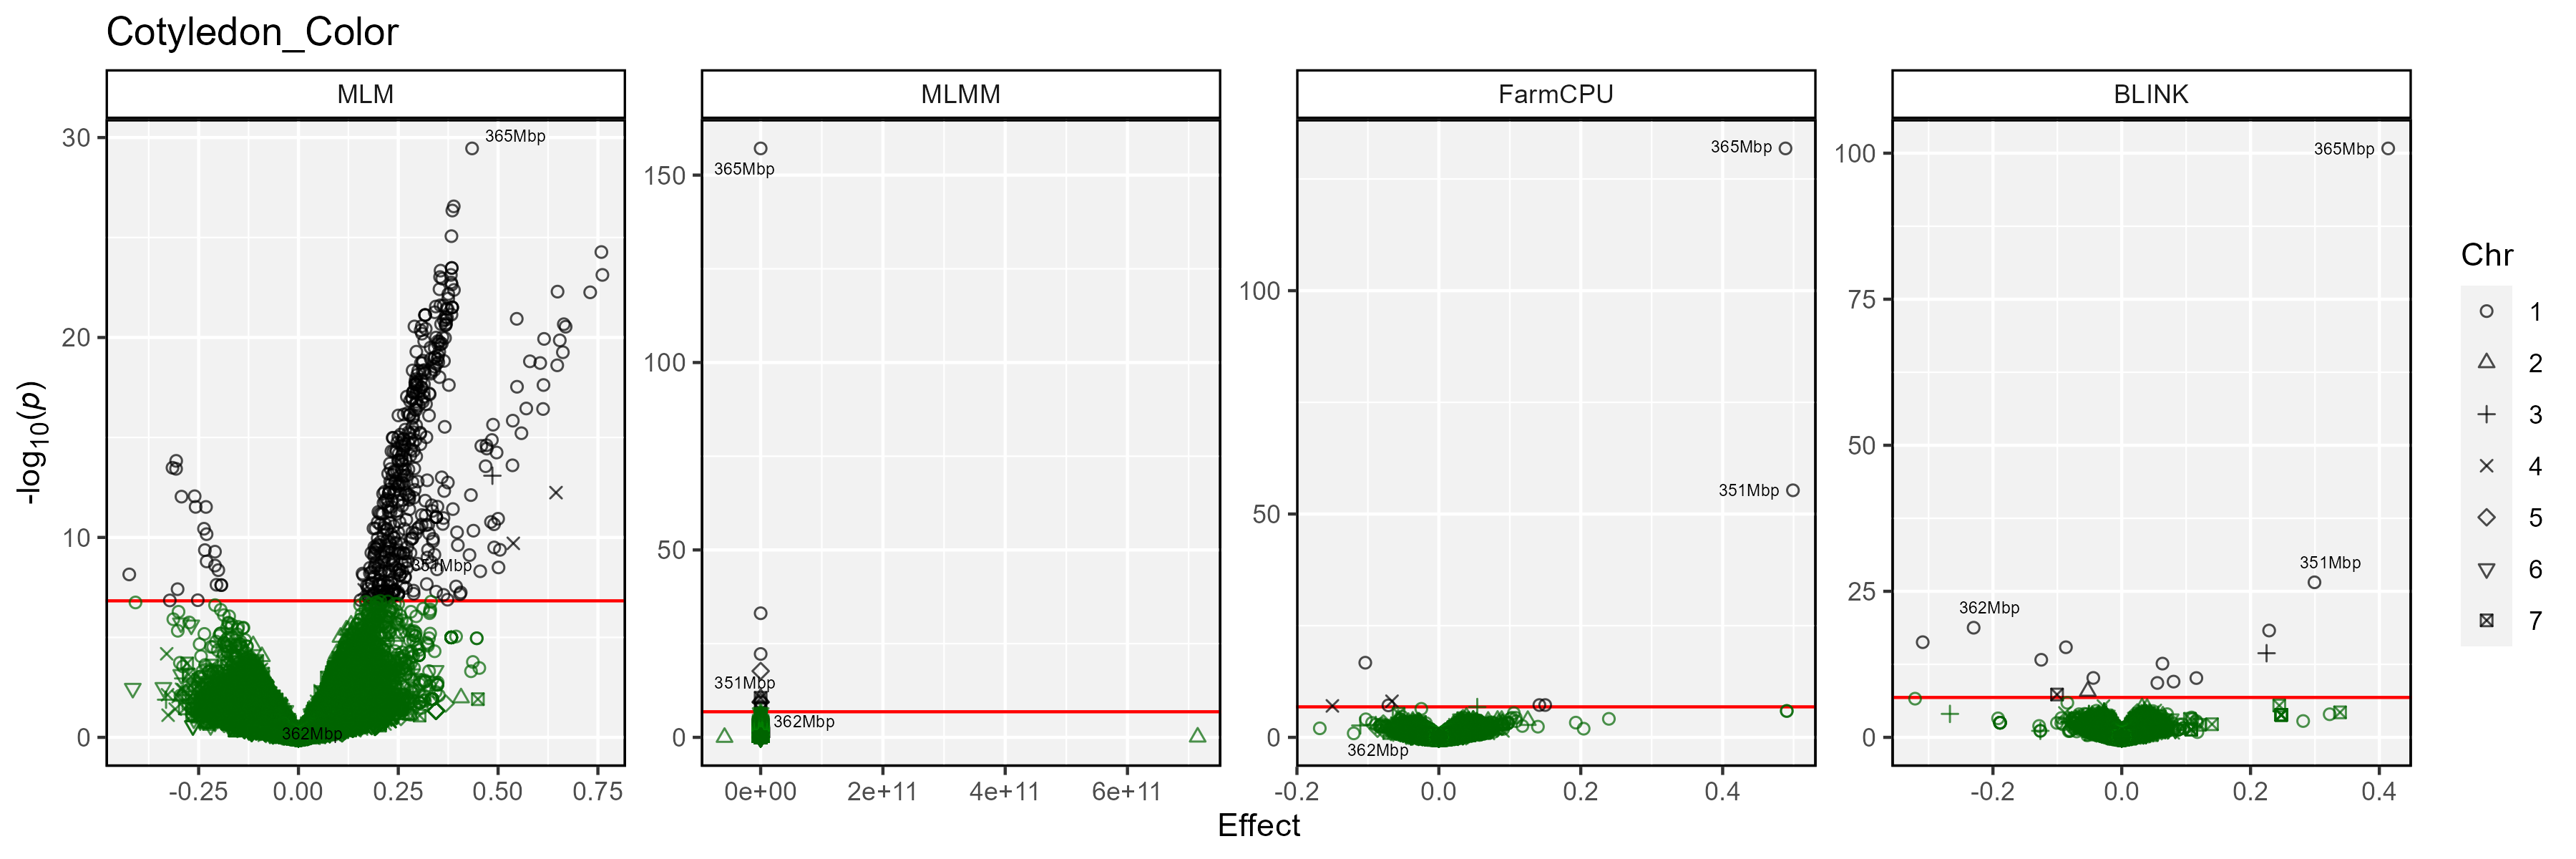 Cotyledon_Color
MLM
MLMM
FarmCPU
BLINK
-log10(p)
30
20
10
0
365Mbp
351Mbp
362Mbp
-0.25
0.00
0.25
0.50
0.75
150
100
50
0
365Mbp
351Mbp
362Mbp
0e+00
2e+11
4e+11
6e+11
100
50
0
365Mbp
351Mbp
362Mbp
-0.2
0.0
0.2
0.4
100
75
50
25
0
365Mbp
351Mbp
362Mbp
-0.2
0.0
0.2
0.4
Effect
Chr
1
2
3
4
5
6
7